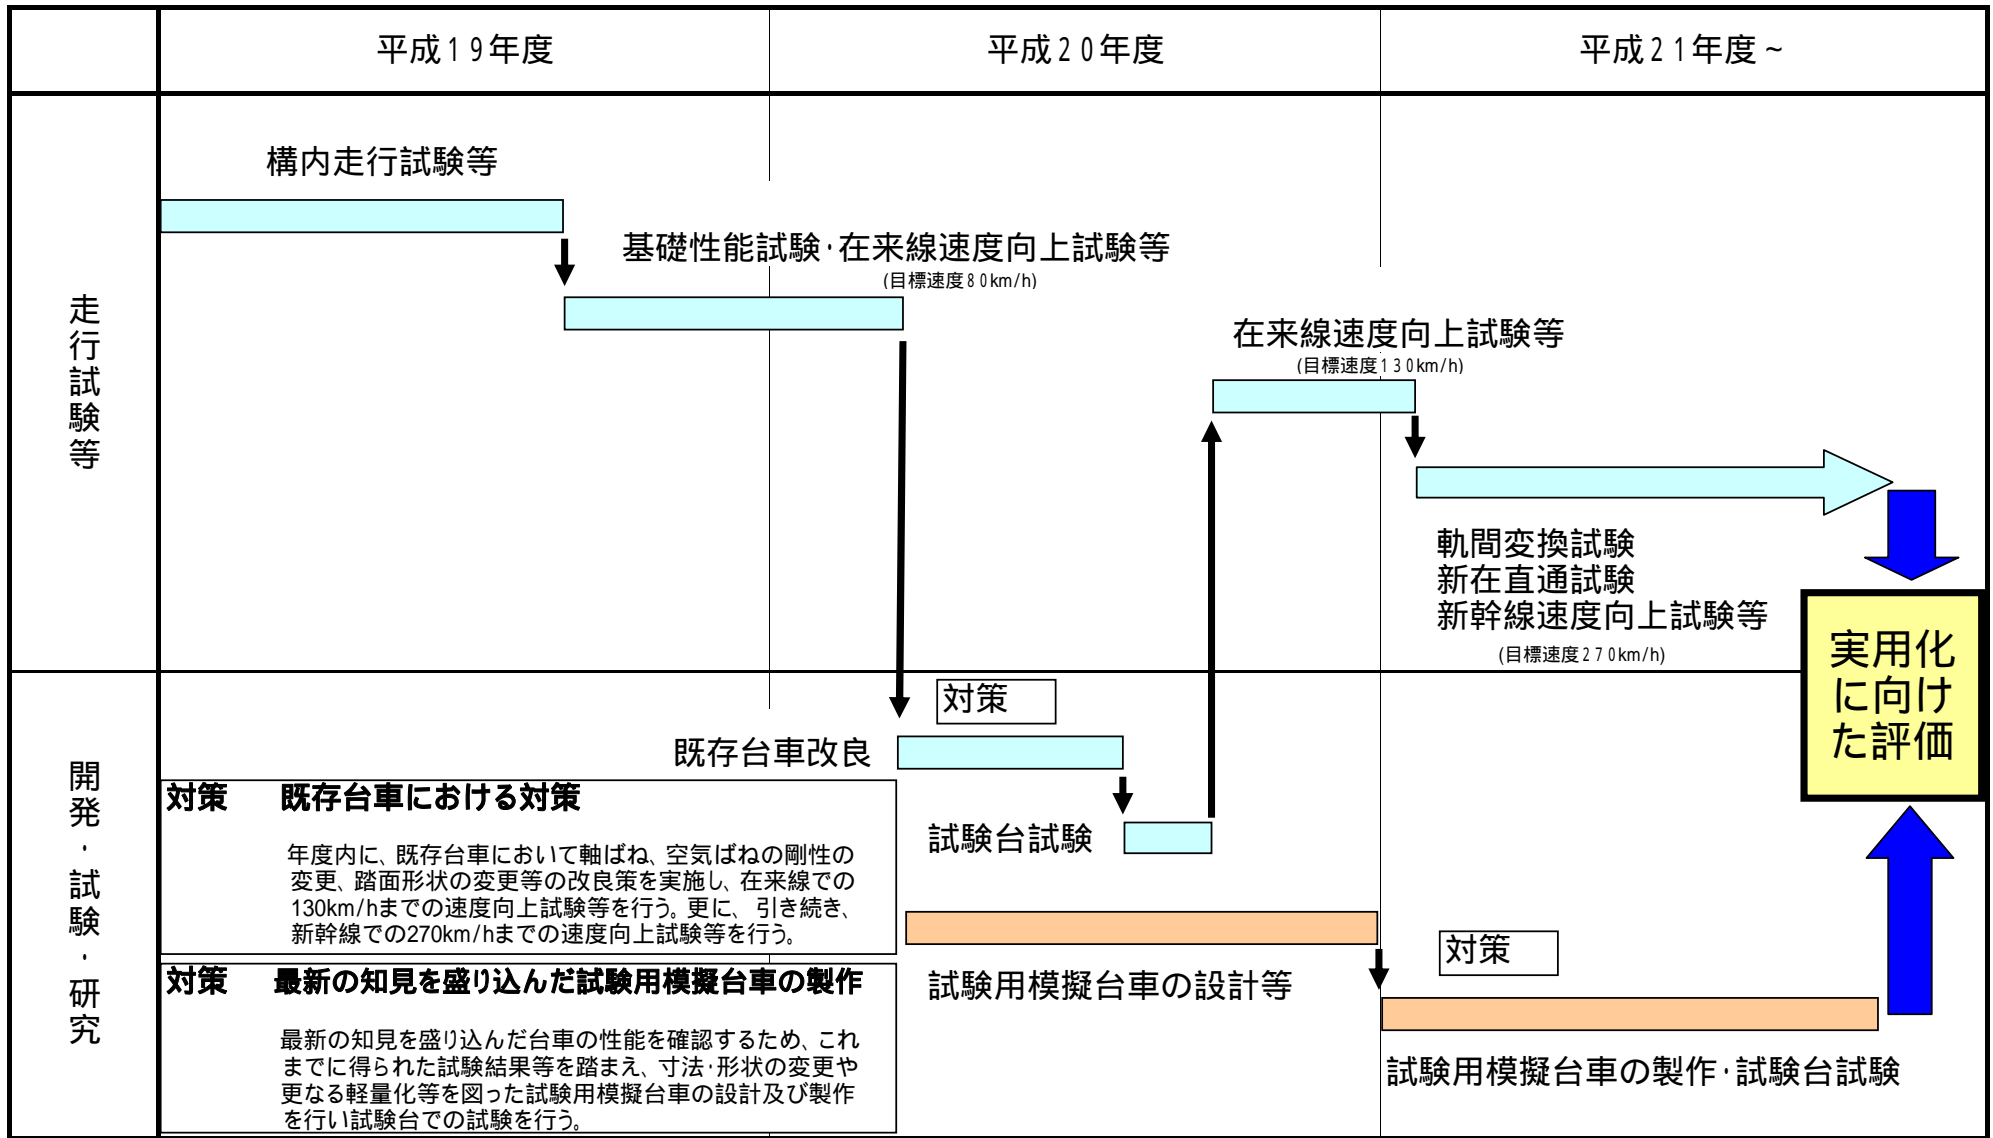 平成19年度
平成20年度
平成21年度~
走行試験等
構内走行試験等
基礎性能試験・在来線速度向上試験等
(目標速度80km/h)
在来線速度向上試験等
(目標速度130km/h)
軌間変換試験
新在直通試験
新幹線速度向上試験等
(目標速度270km/h)
実用化
に向け
た評価
開発・試験・研究
対策
既存台車改良
対策 既存台車における対策
年度内に、既存台車において軸ばね、空気ばねの剛性の
変更、踏面形状の変更等の改良策を実施し、在来線での
130km/hまでの速度向上試験等を行う。更に、引き続き、
新幹線での270km/hまでの速度向上試験等を行う。
試験台試験
対策
対策 最新の知見を盛り込んだ試験用模擬台車の製作
最新の知見を盛り込んだ台車の性能を確認するため、これ
までに得られた試験結果等を踏まえ、寸法・形状の変更や
更なる軽量化等を図った試験用模擬台車の設計及び製作
を行い試験台での試験を行う。
試験用模擬台車の設計等
試験用模擬台車の製作・試験台試験